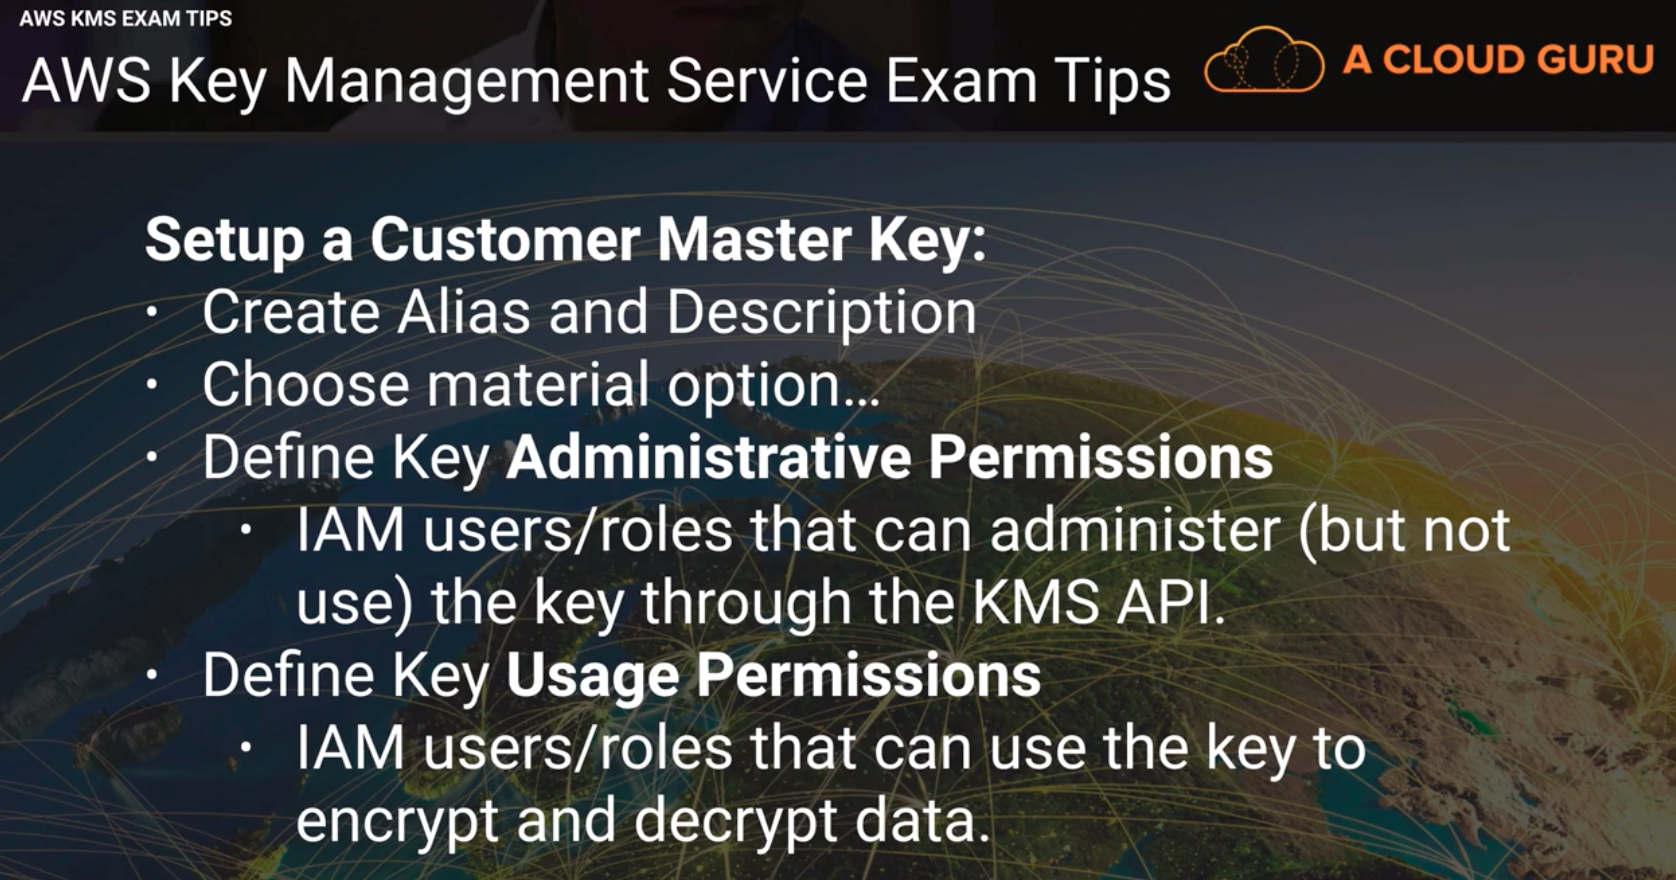 AWS KMS EXAM TIPS
AWS Key Management Service Exam Tips
A CLOUD GURU
Setup a Customer Master Key:
• Create Alias and Description
• Choose material option...
• Define Key Administrative Permissions
• IAM users/roles that can administer (but not
use) the key through the KMS API.
• Define Key Usage Permissions
• IAM users/roles that can use the key to
encrypt and decrypt data.